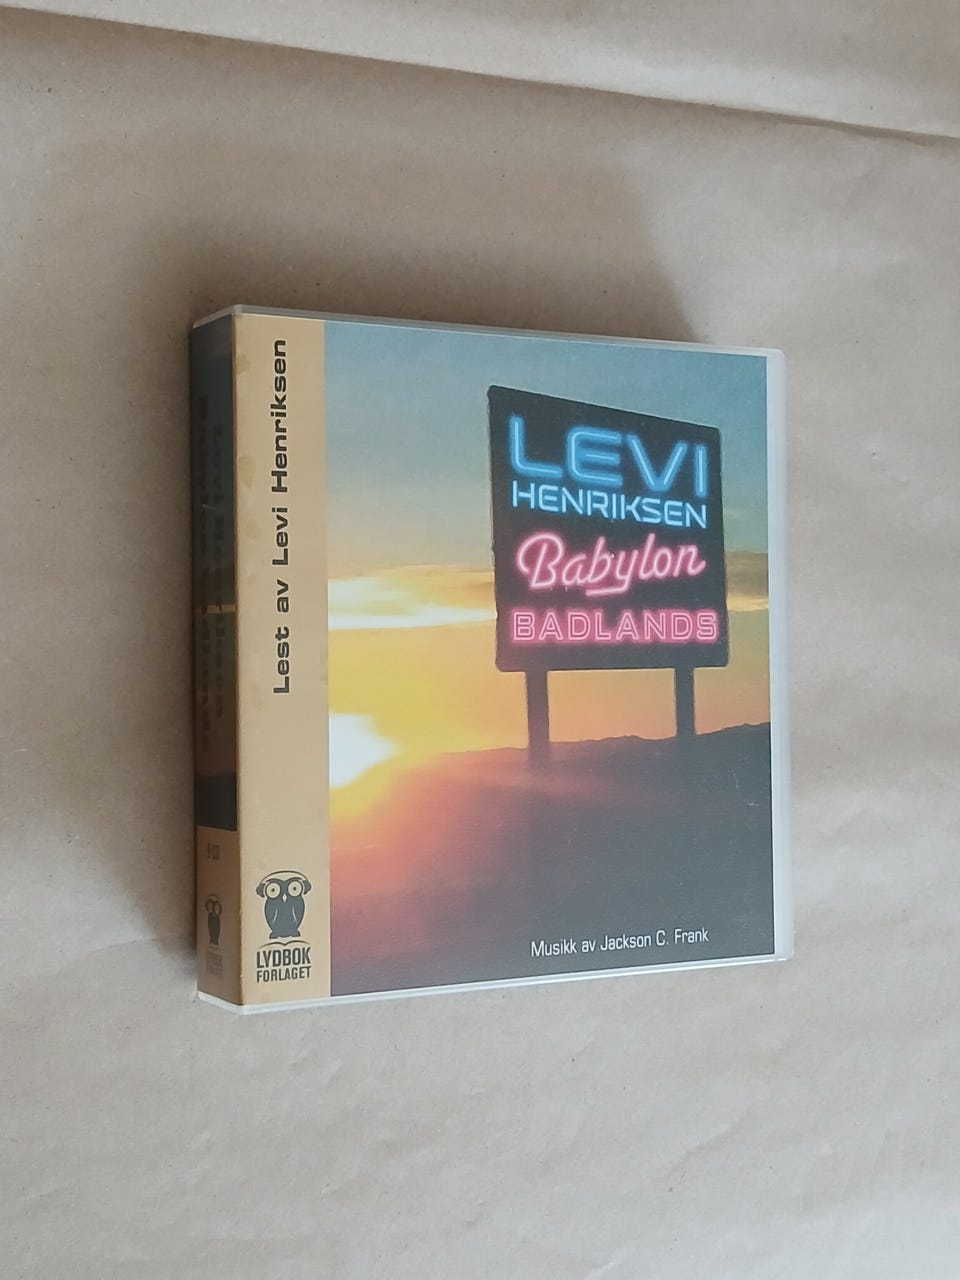 LEVI
HENRIKSEN
Babylon
BADLANDS
Musikk av Jackson C. Frank
Lest av Levi Henriksen
LYDBOK
FORLAGET